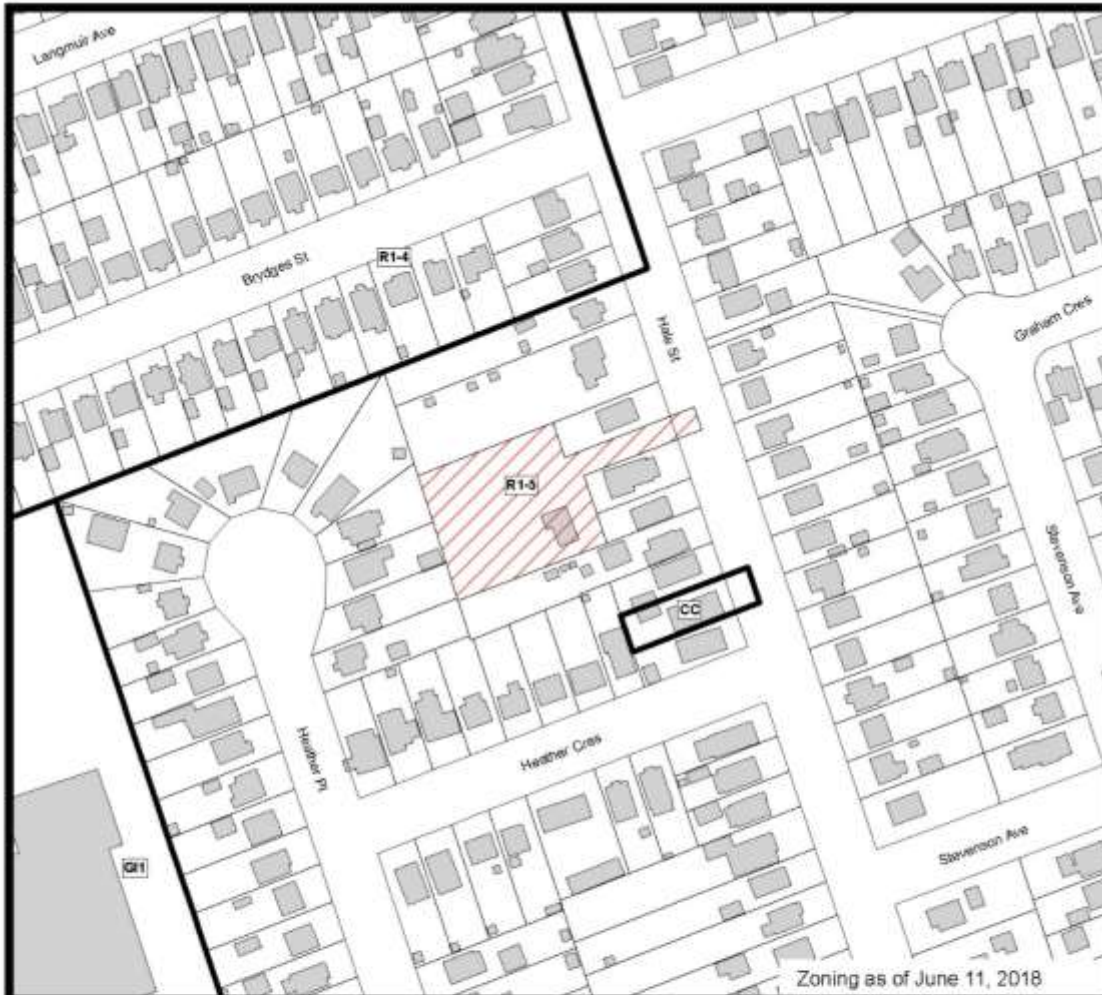 Langmuir Ave
R1-4
Brydges St
Hale St
Graham Cres
R1-5
Stevenson Ave
CC
Heather Pl
Heather Cres
Stevenson Ave
GI1
Zoning as of June 11, 2018